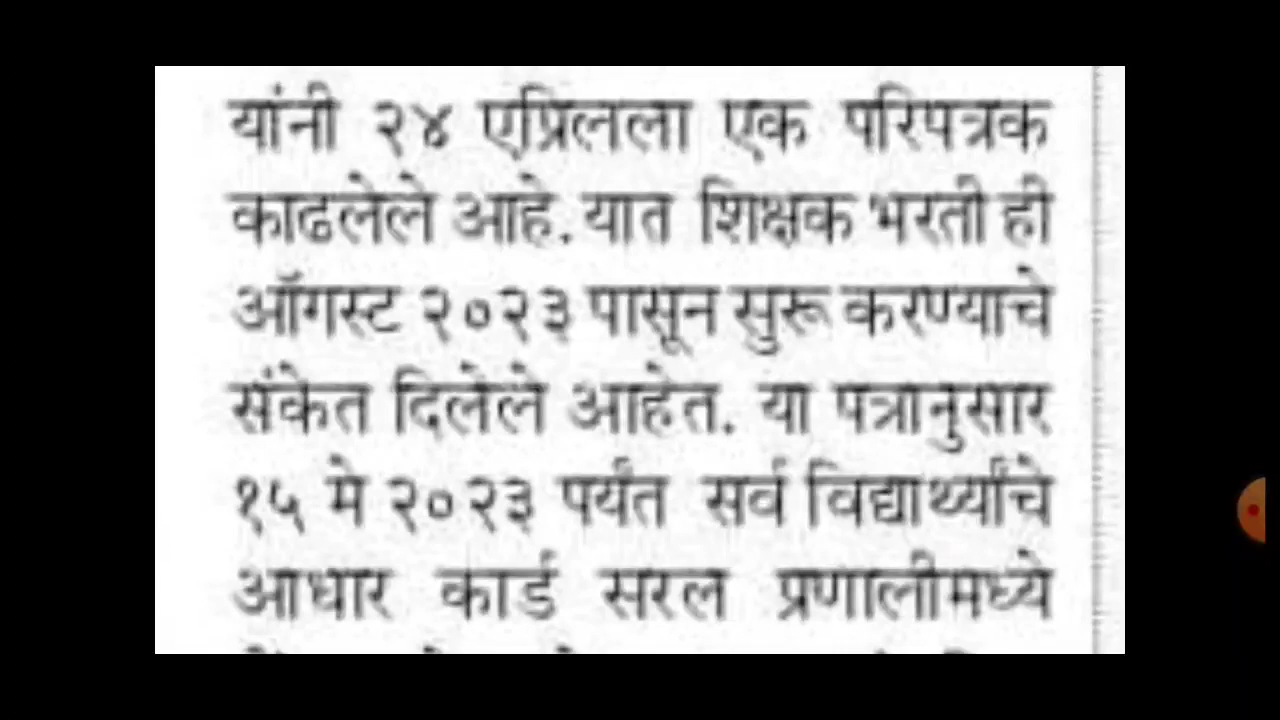 यांनी २४ एप्रिलला एक परिपत्रक
काढलेले आहे. यात शिक्षक भरती ही
ऑगस्ट २०२३ पासून सुरू करण्याचे
संकेत दिलेले आहेत. या पत्रानुसार
१५ मे २०२३ पर्यंत सर्व विद्यार्थ्यांचे
आधार कार्ड सरल प्रणालीमध्ये